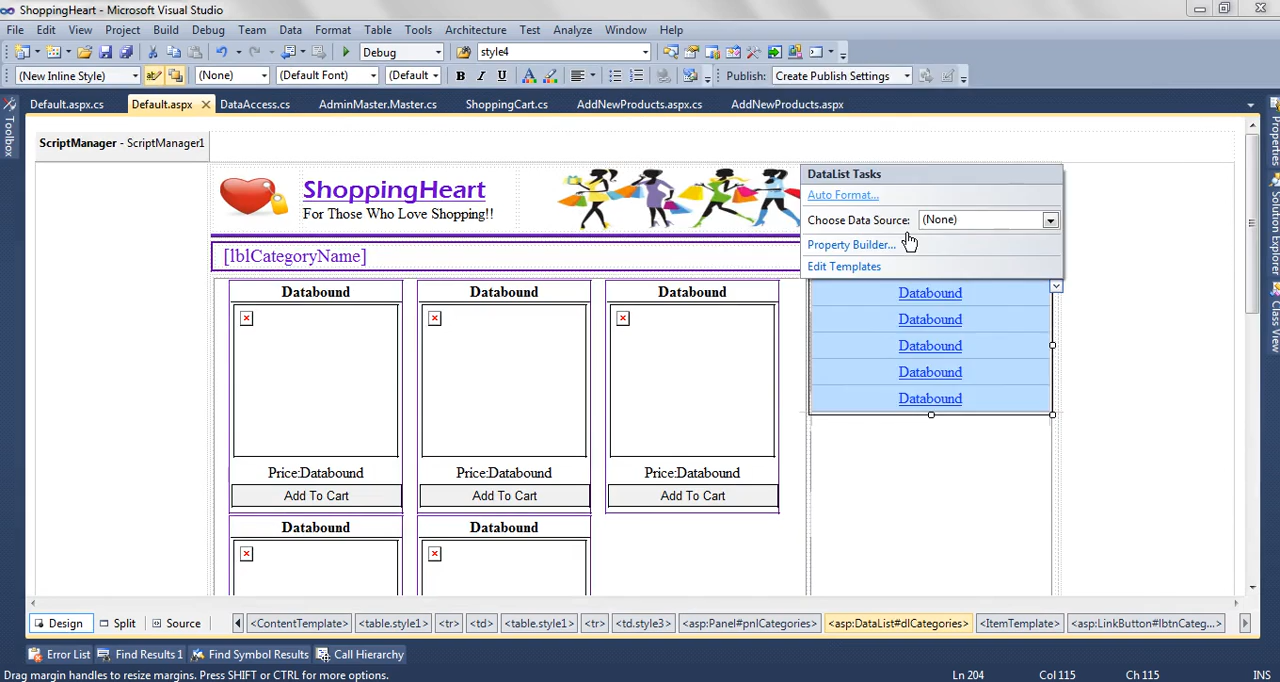 ShoppingHeart - Microsoft Visual Studio
File Edit View Project Build Debug Team Data Format Table Tools Architecture Test Analyze Window Help
Debug style4
(New Inline Style) (None) (Default Font) (Default B I U A Publish: Create Publish Settings
Default.aspx.cs Default.aspx DataAccess.cs AdminMaster.Master.cs ShoppingCart.cs AddNewProducts.aspx.cs AddNewProducts.aspx
Toolbox
Properties
Solution Explorer
Class View
ScriptManager - ScriptManager1
ShoppingHeart
For Those Who Love Shopping!!
DataList Tasks
Auto Format...
Choose Data Source: (None)
Property Builder...
Edit Templates
[lblCategoryName]
Databound Databound Databound
Databound
Databound
Databound
Databound
Databound
Price:Databound Price:Databound Price:Databound
Add To Cart Add To Cart Add To Cart
Databound Databound
Design Split Source <ContentTemplate> <table.style1> <tr> <td> <table.style1> <tr> <td.style3> <asp:Panel#pnlCategories> <asp:DataList#dlCategories> <ItemTemplate> <asp:LinkButton#lbtnCateg...>
Error List Find Results 1 Find Symbol Results Call Hierarchy
Drag margin handles to resize margins. Press SHIFT or CTRL for more options. Ln 204 Col 115 Ch 115 INS